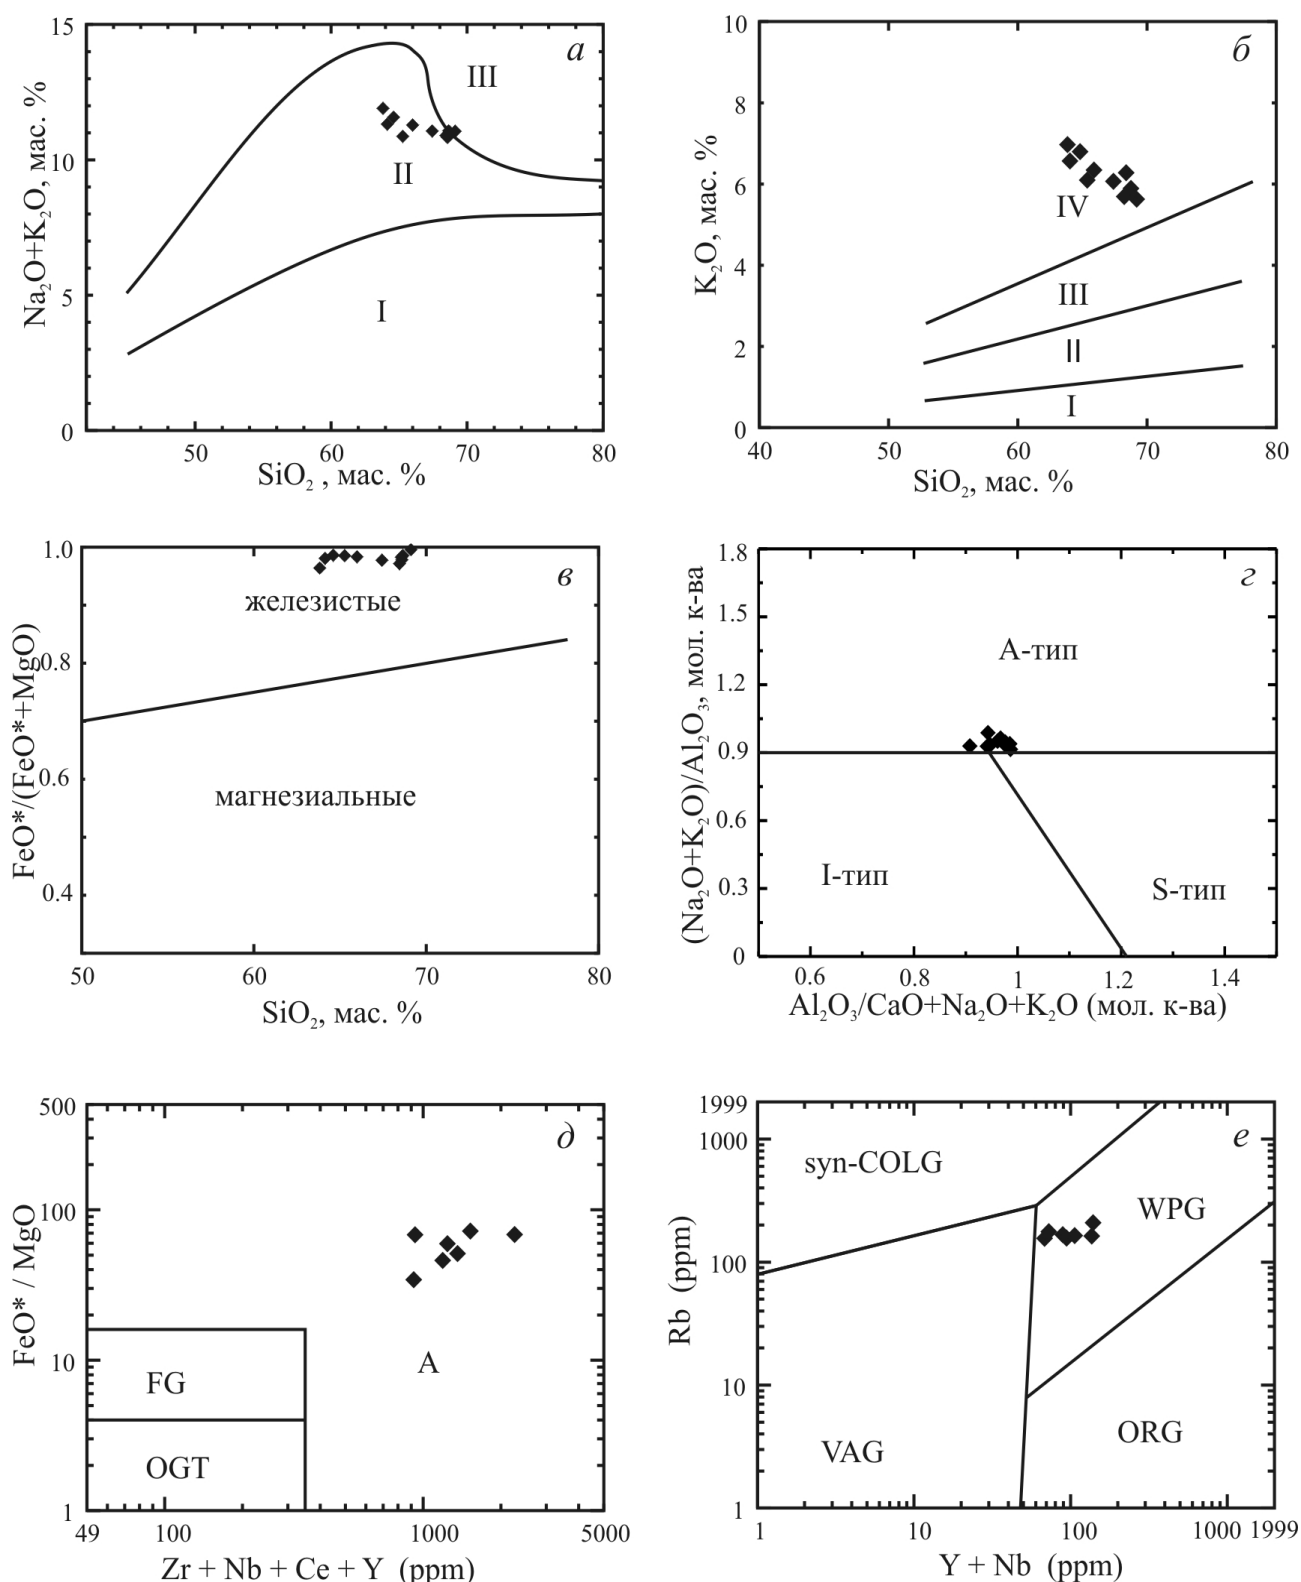 15
10
5
0
Na₂O+K₂O, мас. %
а
III
II
I
50
60
70
80
SiO₂ , мас. %
10
8
6
4
2
0
K₂O, мас. %
б
IV
III
II
I
40
50
60
70
80
SiO₂, мас. %
1.0
0.8
0.6
0.4
FeO*/(FeO*+MgO)
в
железистые
магнезиальные
50
60
70
80
SiO₂, мас. %
1.8
1.5
1.2
0.9
0.6
0.3
0
(Na₂O+K₂O)/Al₂O₃, мол. к-ва
г
А-тип
I-тип
S-тип
0.6
0.8
1
1.2
1.4
Al₂O₃/CaO+Na₂O+K₂O (мол. к-ва)
500
100
10
1
FeO* / MgO
д
A
FG
OGT
49
100
1000
5000
Zr + Nb + Ce + Y (ppm)
1999
1000
100
10
1
Rb (ppm)
е
syn-COLG
WPG
VAG
ORG
1
10
100
1000
1999
Y + Nb (ppm)